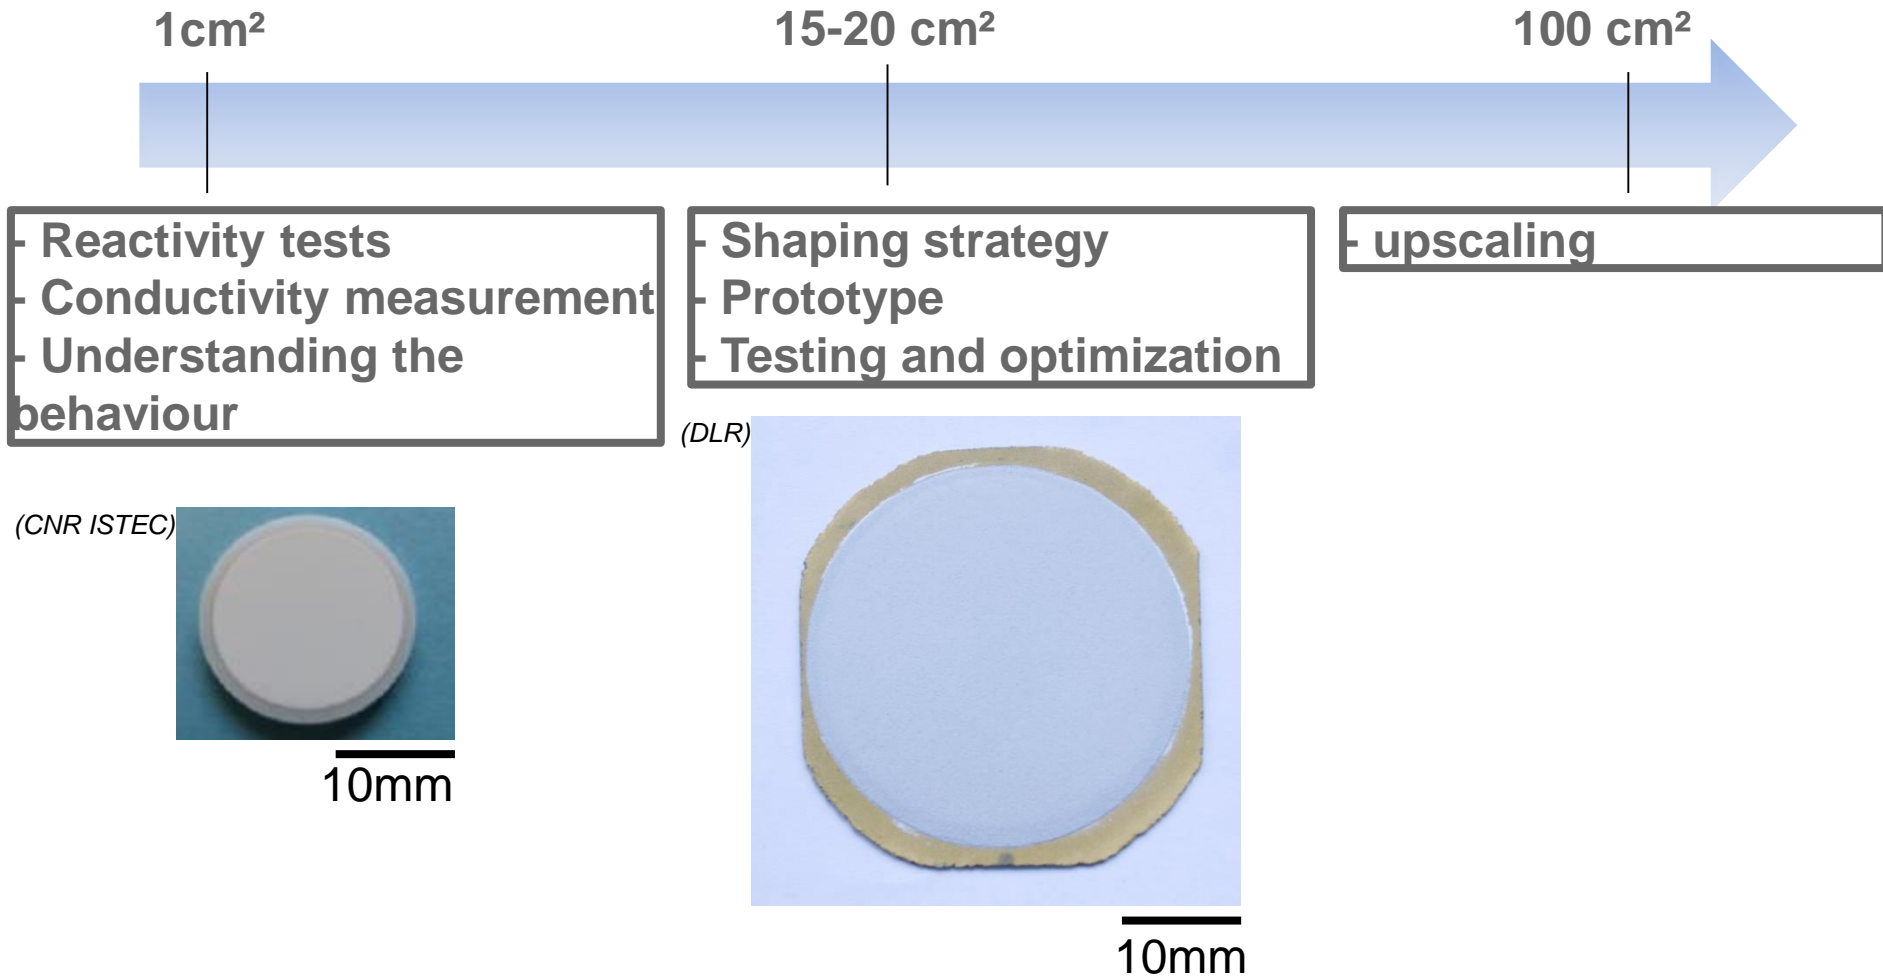 1cm²
15-20 cm²
100 cm²
- Reactivity tests
- Conductivity measurement
- Understanding the
behaviour
- Shaping strategy
- Prototype
- Testing and optimization
- upscaling
(DLR)
(CNR ISTEC)
10mm
10mm